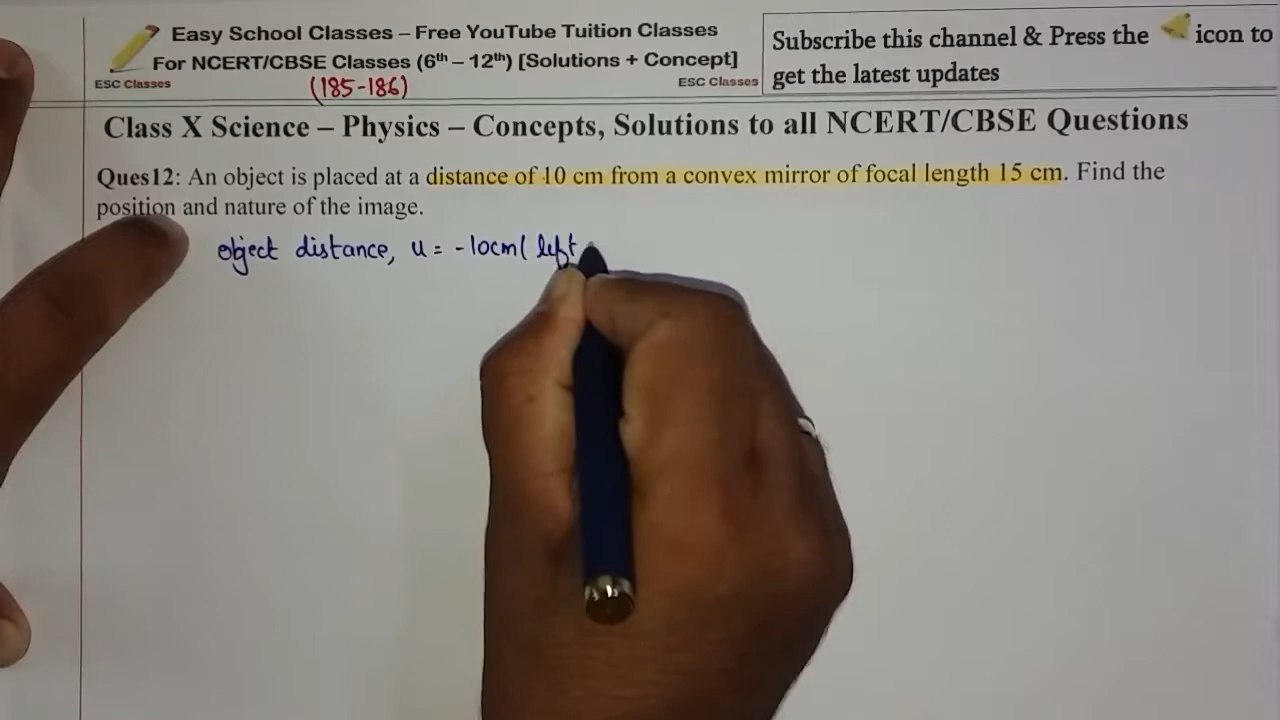 Easy School Classes – Free YouTube Tuition Classes
For NCERT/CBSE Classes (6th – 12th) [Solutions + Concept]
ESC Classes
(185-186)
ESC Classes
Subscribe this channel & Press the icon to
get the latest updates
Class X Science – Physics – Concepts, Solutions to all NCERT/CBSE Questions
Ques12: An object is placed at a distance of 10 cm from a convex mirror of focal length 15 cm. Find the
position and nature of the image.
object distance, u = -10cm( left